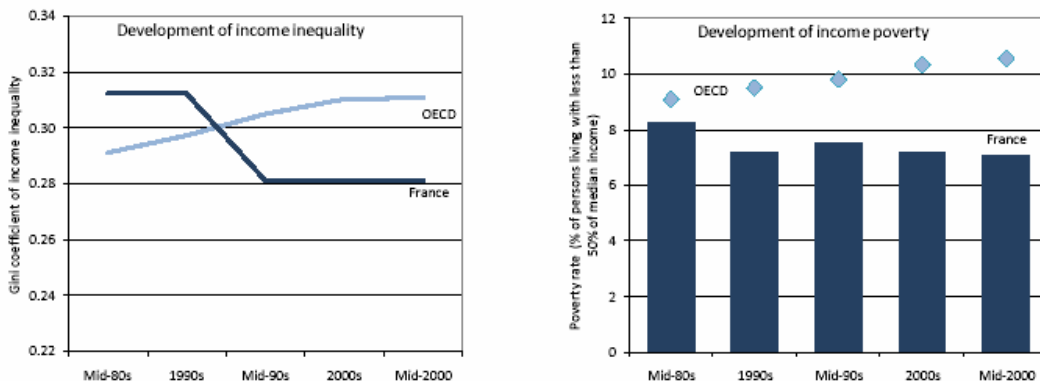 Development of income inequality
Gini coefficient of income inequality
0.34
0.32
0.30
0.28
0.26
0.24
0.22
OECD
France
Mid-80s 1990s Mid-90s 2000s Mid-2000
Development of income poverty
Poverty rate (% of persons living with less than
50% of median income)
12
10
8
6
4
2
0
OECD
France
Mid-80s 1990s Mid-90s 2000s Mid-2000